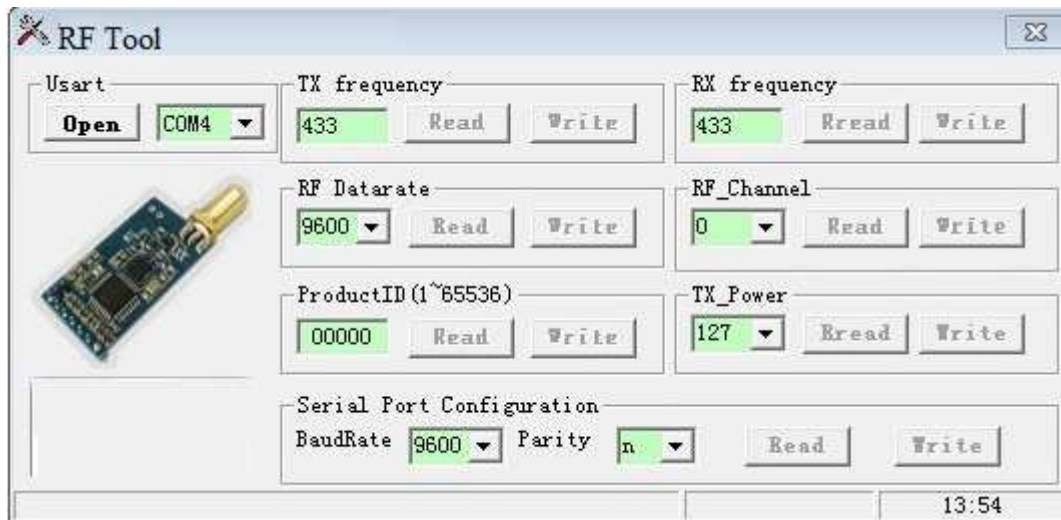 RF Tool
Usart
Open COM4
TX frequency
433 Read Write
RX frequency
433 Rread Write
RF Datarate
9600 Read Write
RF_Channel
0 Read Write
ProductID(1~65536)
00000 Read Write
TX_Power
127 Rread Write
Serial Port Configuration
BaudRate 9600 Parity n Read Write
13:54